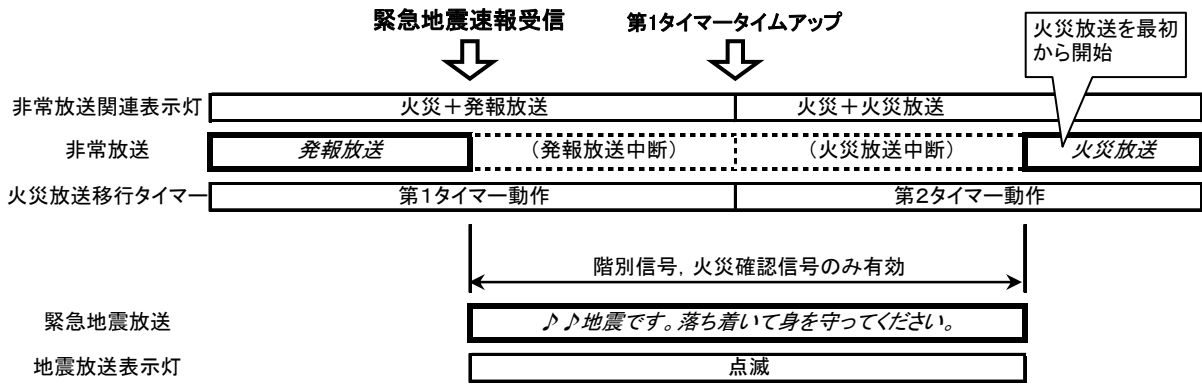 緊急地震速報受信
第1タイマータイムアップ
火災放送を最初
から開始
非常放送関連表示灯
火災＋発報放送
火災＋火災放送
非常放送
発報放送
（発報放送中断）
（火災放送中断）
火災放送
火災放送移行タイマー
第1タイマー動作
第2タイマー動作
階別信号，火災確認信号のみ有効
緊急地震放送
♪♪地震です。落ち着いて身を守ってください。
地震放送表示灯
点滅